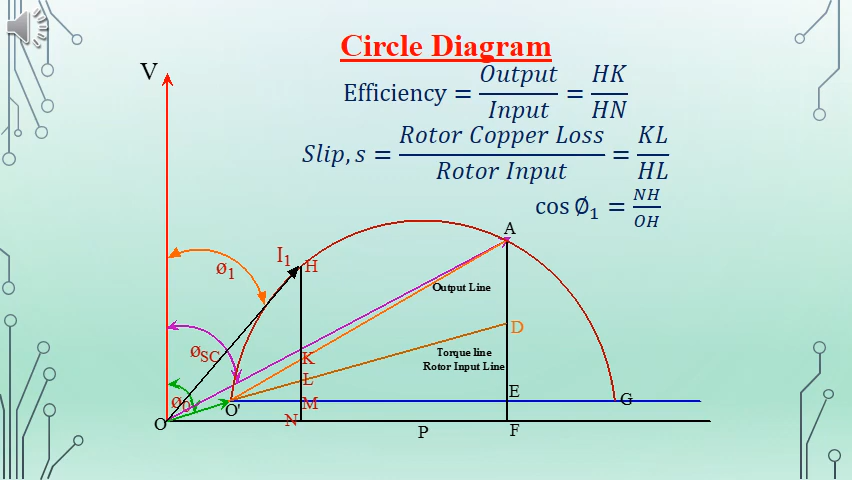 Circle Diagram
Efficiency = Output / Input = HK / HN
Slip, s = Rotor Copper Loss / Rotor Input = KL / HL
cos Ø₁ = NH / OH
V
A
I₁
H
ø₁
Output Line
D
øSC
K
Torque line
Rotor Input Line
L
E
G
ø₀
O'
M
O
N
P
F